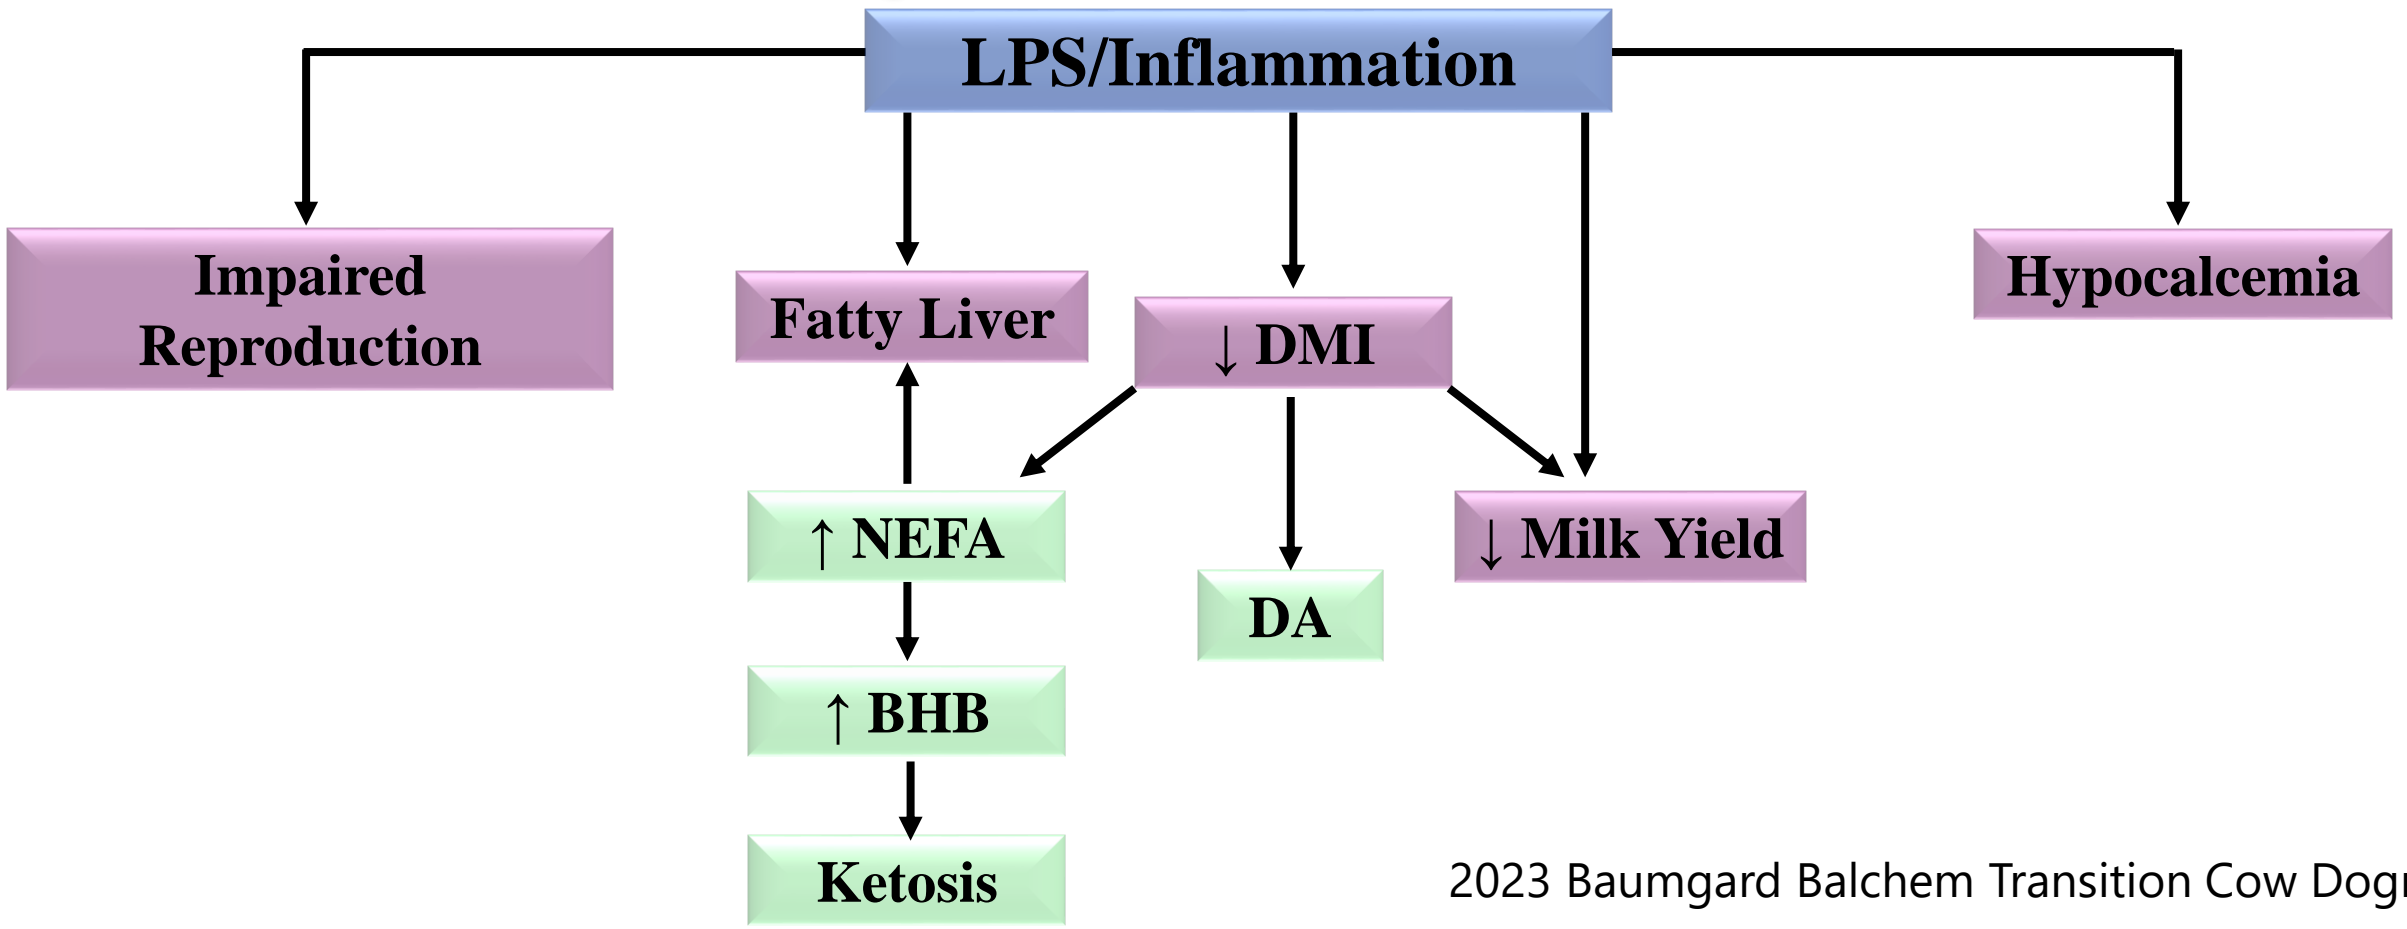 LPS/Inflammation
Impaired
Reproduction
Fatty Liver
↓ DMI
Hypocalcemia
↑ NEFA
↓ Milk Yield
DA
↑ BHB
Ketosis
2023 Baumgard Balchem Transition Cow